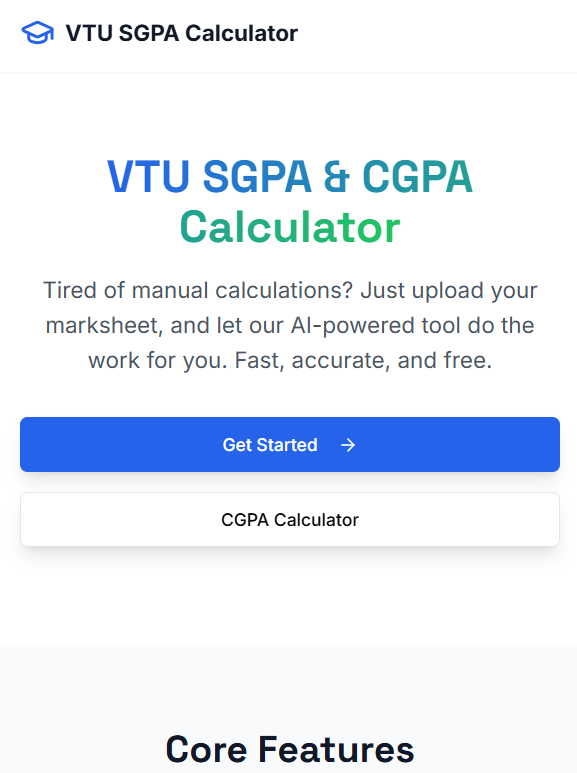 VTU SGPA Calculator
VTU SGPA & CGPA
Calculator
Tired of manual calculations? Just upload your
marksheet, and let our AI-powered tool do the
work for you. Fast, accurate, and free.
Get Started →
CGPA Calculator
Core Features